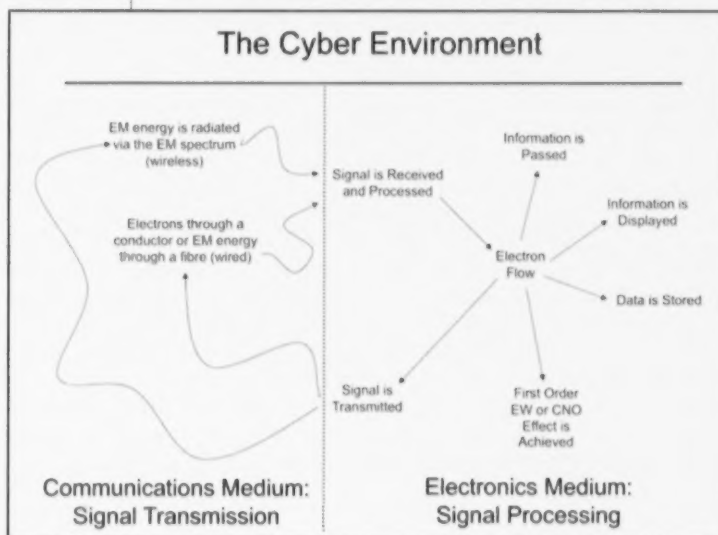 The Cyber Environment
EM energy is radiated
via the EM spectrum
(wireless)
Electrons through a
conductor or EM energy
through a fibre (wired)
Signal is Received
and Processed
Information is
Passed
Information is
Displayed
Electron
Flow
Data is Stored
Signal is
Transmitted
First Order
EW or CNO
Effect is
Achieved
Communications Medium:
Signal Transmission
Electronics Medium:
Signal Processing